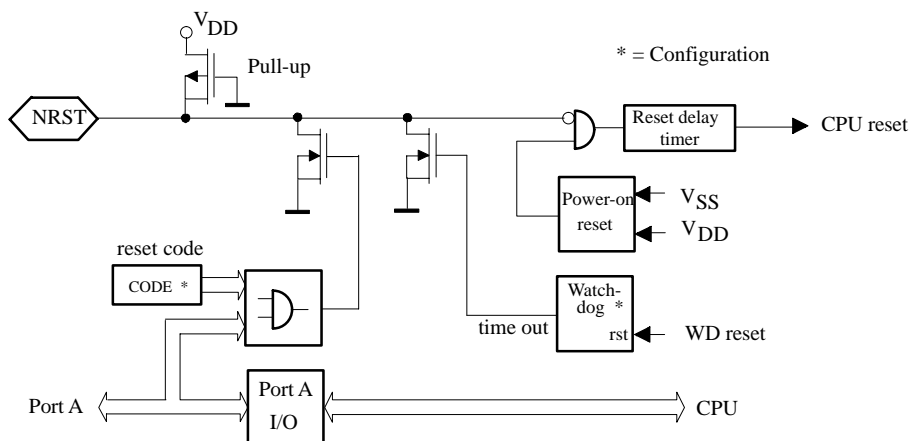 VDD
Pull-up
* = Configuration
NRST
Reset delay
timer
CPU reset
Power-on
reset
VSS
VDD
reset code
CODE *
Watch-
dog *
rst
time out
WD reset
Port A
Port A
I/O
CPU